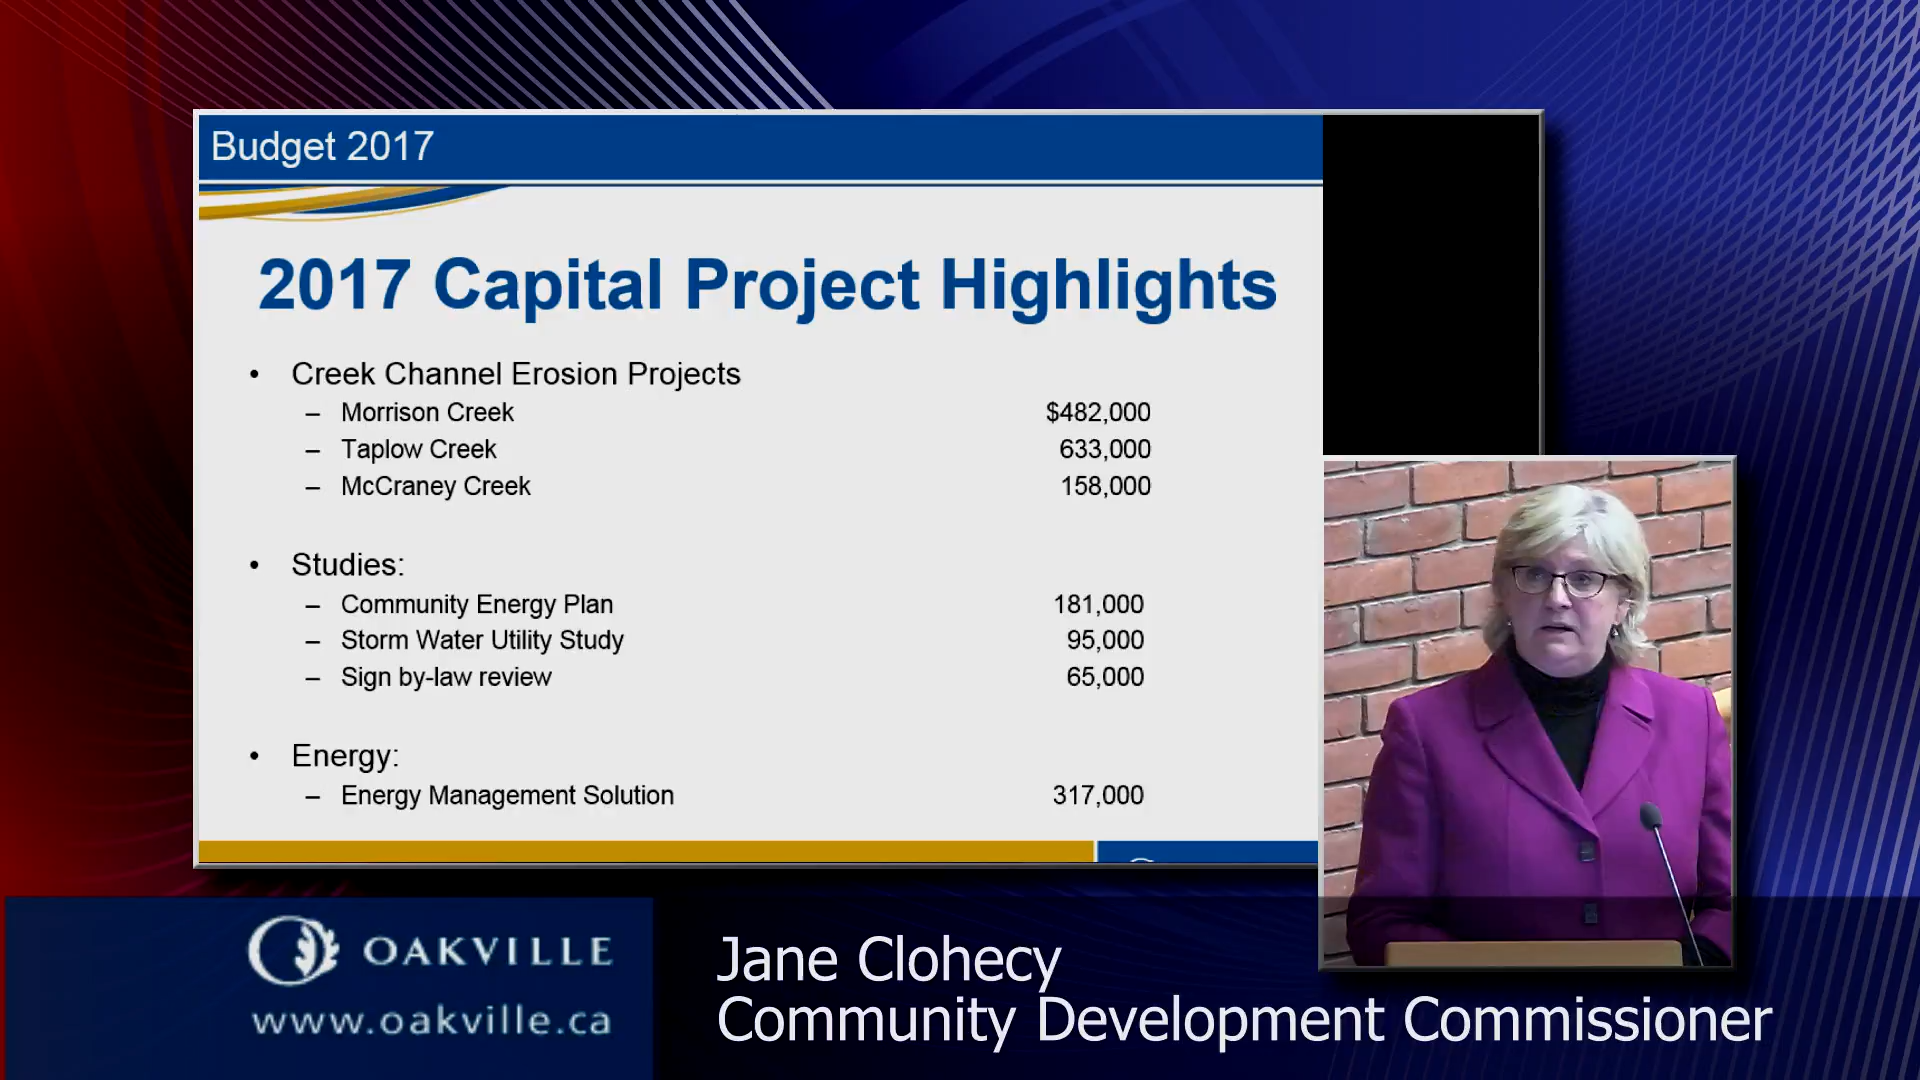 Budget 2017
2017 Capital Project Highlights
• Creek Channel Erosion Projects
– Morrison Creek $482,000
– Taplow Creek 633,000
– McCraney Creek 158,000
• Studies:
– Community Energy Plan 181,000
– Storm Water Utility Study 95,000
– Sign by-law review 65,000
• Energy:
– Energy Management Solution 317,000
OAKVILLE
www.oakville.ca
Jane Clohecy
Community Development Commissioner